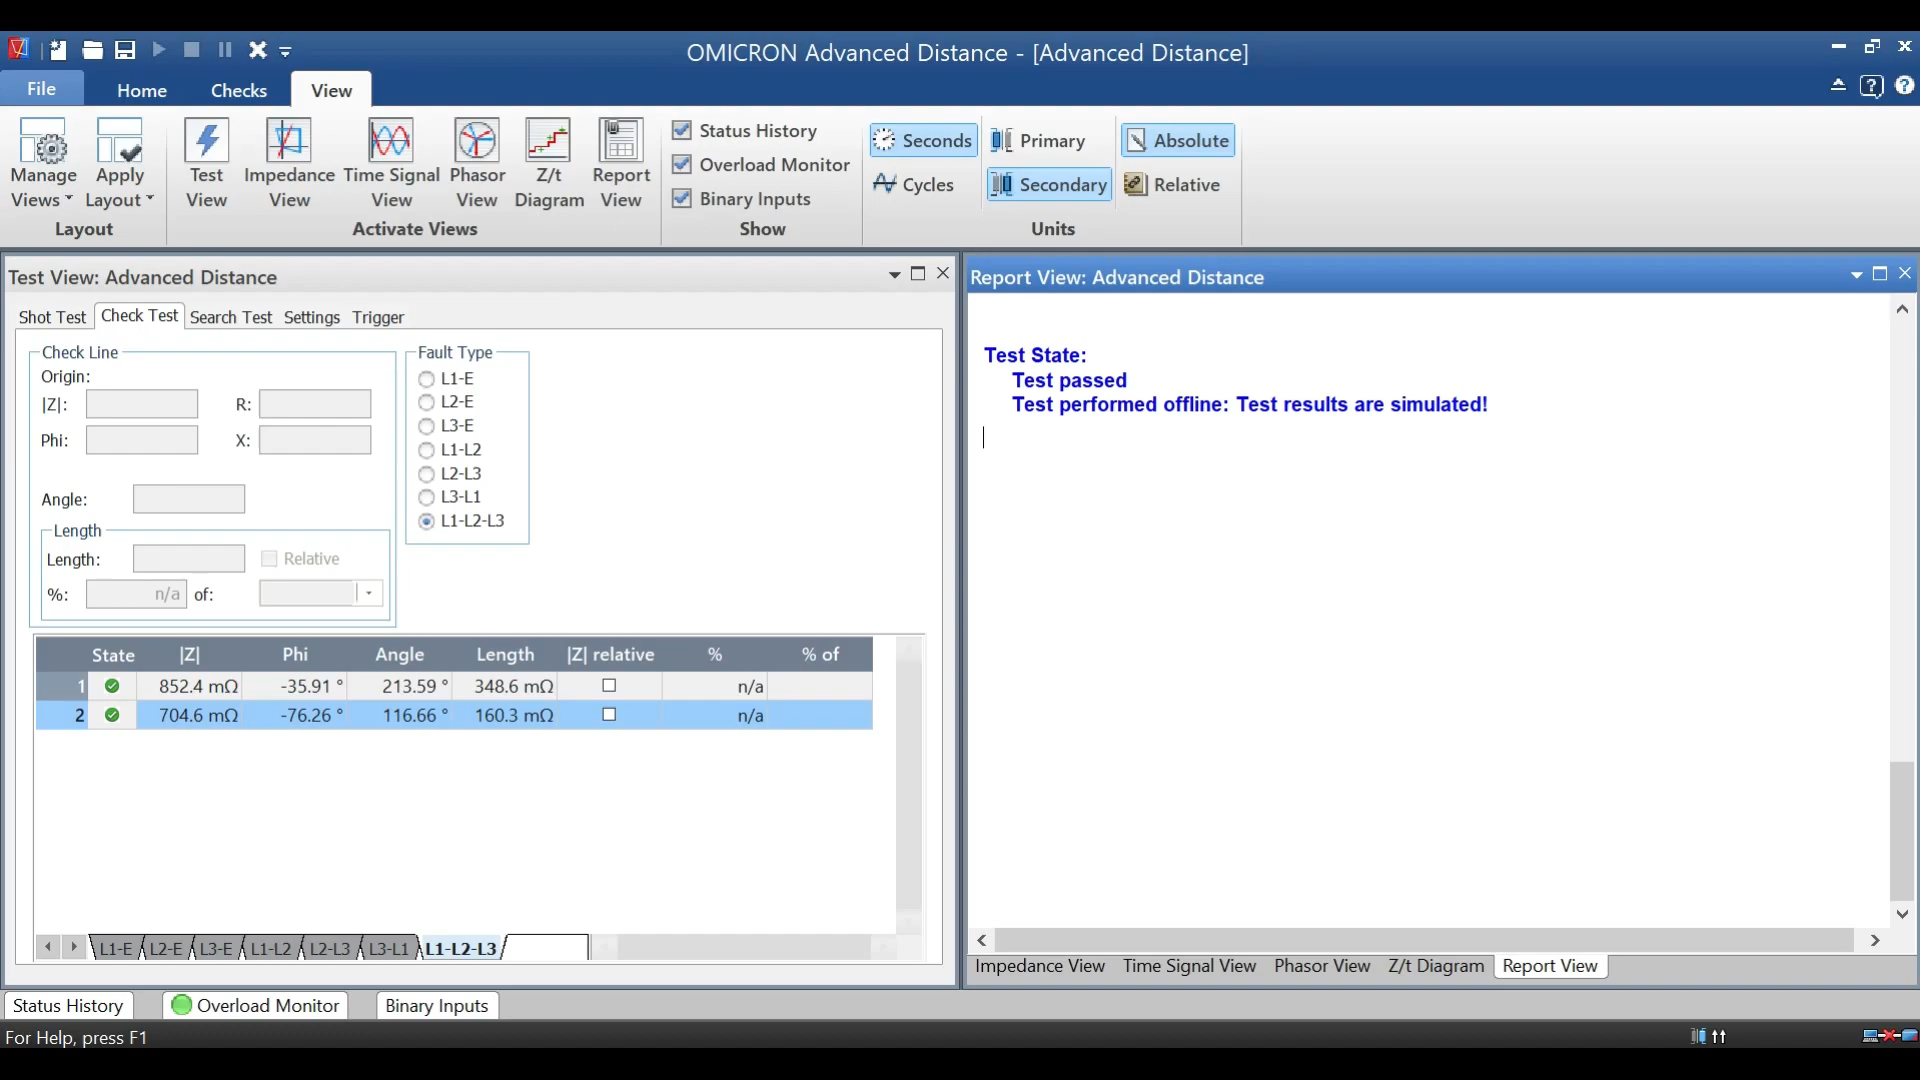 OMICRON Advanced Distance - [Advanced Distance]
File
Home
Checks
View
Manage
Views
Apply
Layout
Layout
Test
View
Impedance
View
Time Signal
View
Phasor
View
Z/t
Diagram
Report
View
Activate Views
Status History
Overload Monitor
Binary Inputs
Show
Seconds
Cycles
Primary
Secondary
Absolute
Relative
Units
Test View: Advanced Distance
Shot Test
Check Test
Search Test
Settings
Trigger
Check Line
Origin:
|Z|:
R:
Phi:
X:
Angle:
Length
Length:
Relative
%:
n/a
of:
Fault Type
L1-E
L2-E
L3-E
L1-L2
L2-L3
L3-L1
L1-L2-L3
State |Z| Phi Angle Length |Z| relative % % of
1 852.4 mΩ -35.91 ° 213.59 ° 348.6 mΩ n/a
2 704.6 mΩ -76.26 ° 116.66 ° 160.3 mΩ n/a
L1-E L2-E L3-E L1-L2 L2-L3 L3-L1 L1-L2-L3
Report View: Advanced Distance
Test State:
Test passed
Test performed offline: Test results are simulated!
Impedance View
Time Signal View
Phasor View
Z/t Diagram
Report View
Status History
Overload Monitor
Binary Inputs
For Help, press F1